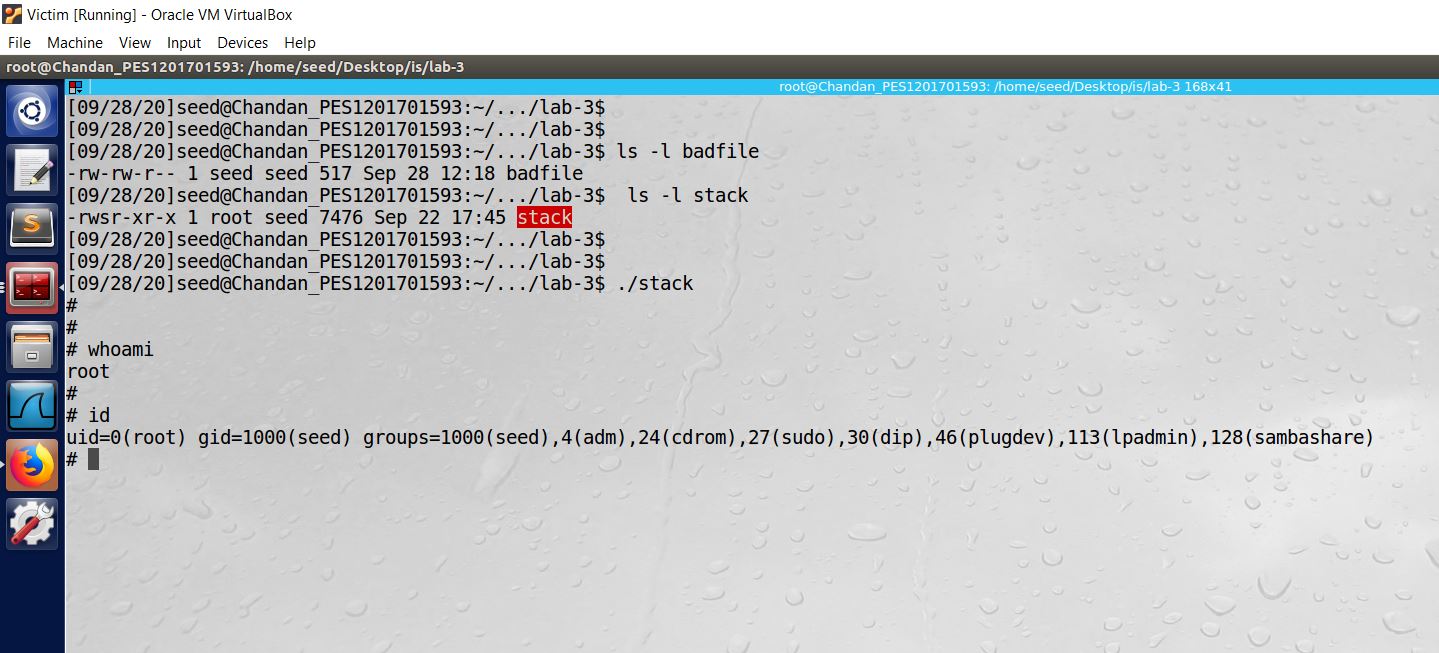 Victim [Running] - Oracle VM VirtualBox
File Machine View Input Devices Help
root@Chandan_PES1201701593: /home/seed/Desktop/is/lab-3
root@Chandan_PES1201701593: /home/seed/Desktop/is/lab-3 168x41
[09/28/20]seed@Chandan_PES1201701593:~/.../lab-3$
[09/28/20]seed@Chandan_PES1201701593:~/.../lab-3$
[09/28/20]seed@Chandan_PES1201701593:~/.../lab-3$ ls -l badfile
-rw-rw-r-- 1 seed seed 517 Sep 28 12:18 badfile
[09/28/20]seed@Chandan_PES1201701593:~/.../lab-3$  ls -l stack
-rwsr-xr-x 1 root seed 7476 Sep 22 17:45 stack
[09/28/20]seed@Chandan_PES1201701593:~/.../lab-3$
[09/28/20]seed@Chandan_PES1201701593:~/.../lab-3$
[09/28/20]seed@Chandan_PES1201701593:~/.../lab-3$ ./stack
#
#
# whoami
root
#
# id
uid=0(root) gid=1000(seed) groups=1000(seed),4(adm),24(cdrom),27(sudo),30(dip),46(plugdev),113(lpadmin),128(sambashare)
#